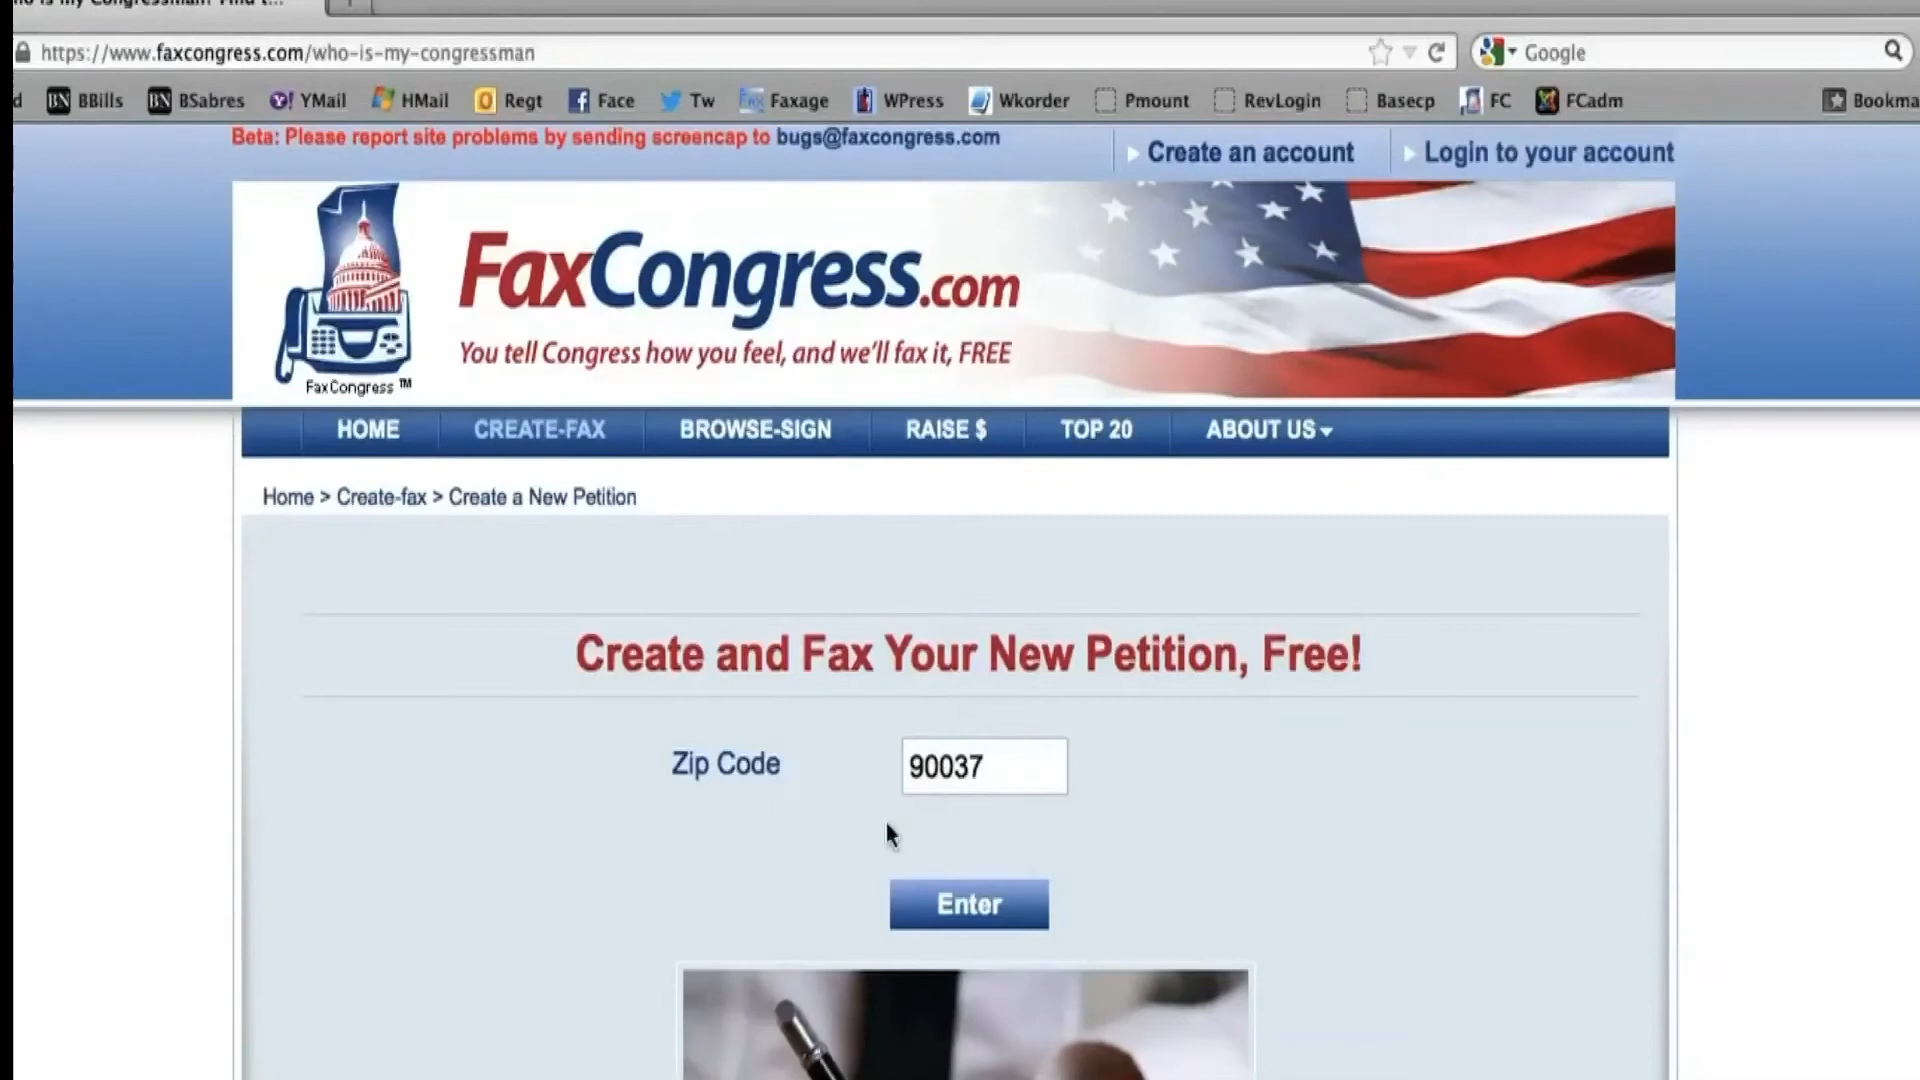 https://www.faxcongress.com/who-is-my-congressman
Google
BN BBills BN BSabres Y! YMail HMail O Regt f Face Tw Fax Faxage WPress Wkorder Pmount RevLogin Basecp FC FCadm
Beta: Please report site problems by sending screencap to bugs@faxcongress.com
Create an account
Login to your account
FaxCongress.com
You tell Congress how you feel, and we'll fax it, FREE
FaxCongress ™
HOME CREATE-FAX BROWSE-SIGN RAISE $ TOP 20 ABOUT US
Home > Create-fax > Create a New Petition
Create and Fax Your New Petition, Free!
Zip Code 90037
Enter